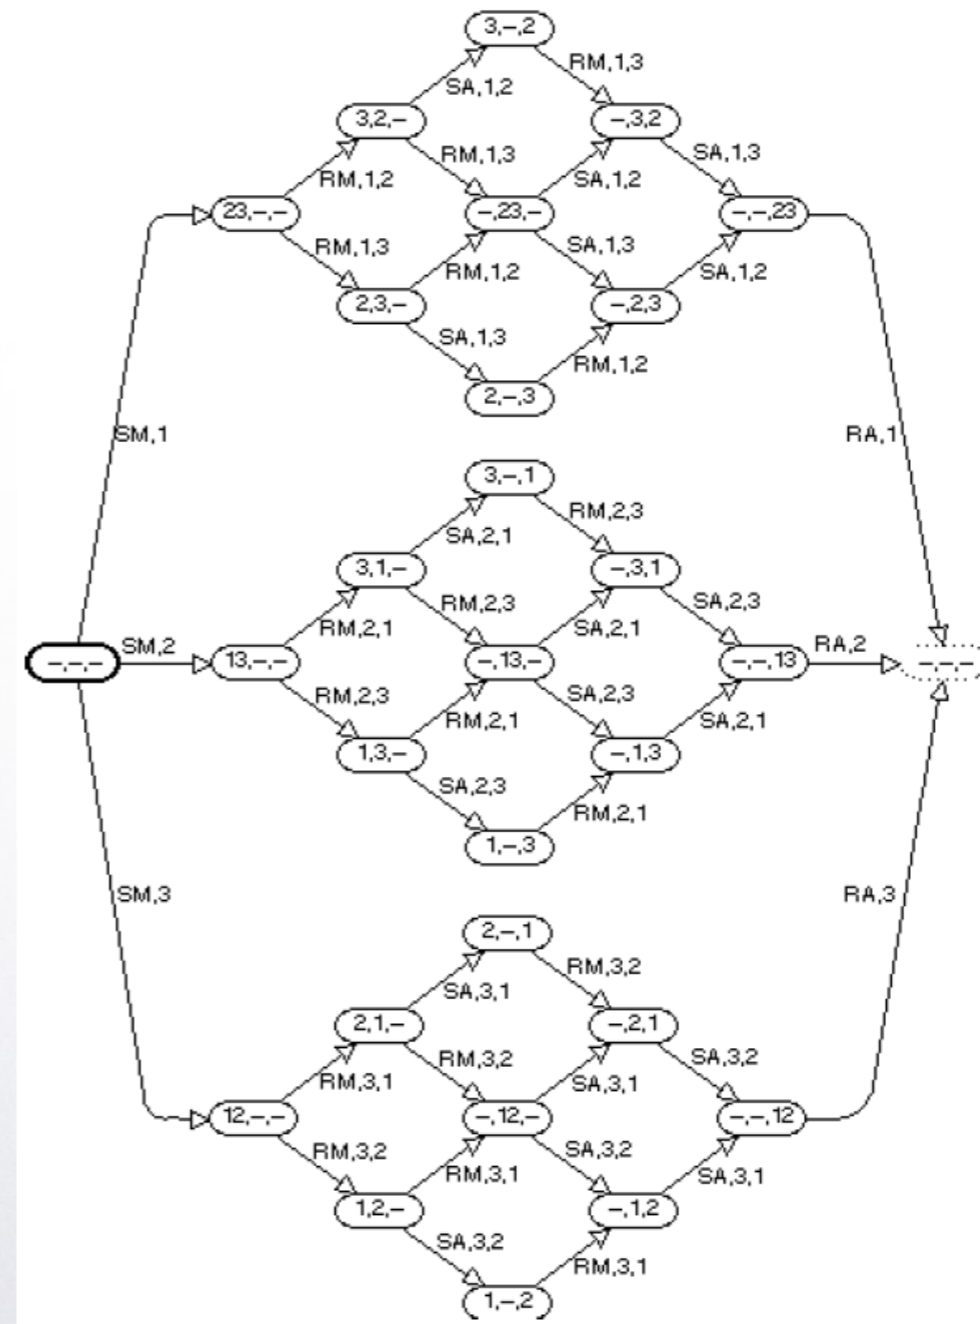 3,–,2
RM,1,3
SA,1,2
3,2,–
–,3,2
RM,1,3
SA,1,3
RM,1,2
SA,1,2
23,–,–
–,23,–
–,–,23
RM,1,3
SA,1,3
RM,1,2
SA,1,2
2,3,–
–,2,3
SA,1,3
RM,1,2
2,–,3
SM,1
RA,1
3,–,1
RM,2,3
SA,2,1
3,1,–
–,3,1
RM,2,3
SA,2,3
RM,2,1
SA,2,1
–,–,–
SM,2
13,–,–
–,13,–
–,–,13
RA,2
–,–,–
RM,2,3
SA,2,3
RM,2,1
SA,2,1
1,3,–
–,1,3
SA,2,3
RM,2,1
1,–,3
SM,3
RA,3
2,–,1
RM,3,2
SA,3,1
2,1,–
–,2,1
RM,3,2
SA,3,2
RM,3,1
SA,3,1
12,–,–
–,12,–
–,–,12
RM,3,2
SA,3,2
RM,3,1
SA,3,1
1,2,–
–,1,2
SA,3,2
RM,3,1
1,–,2